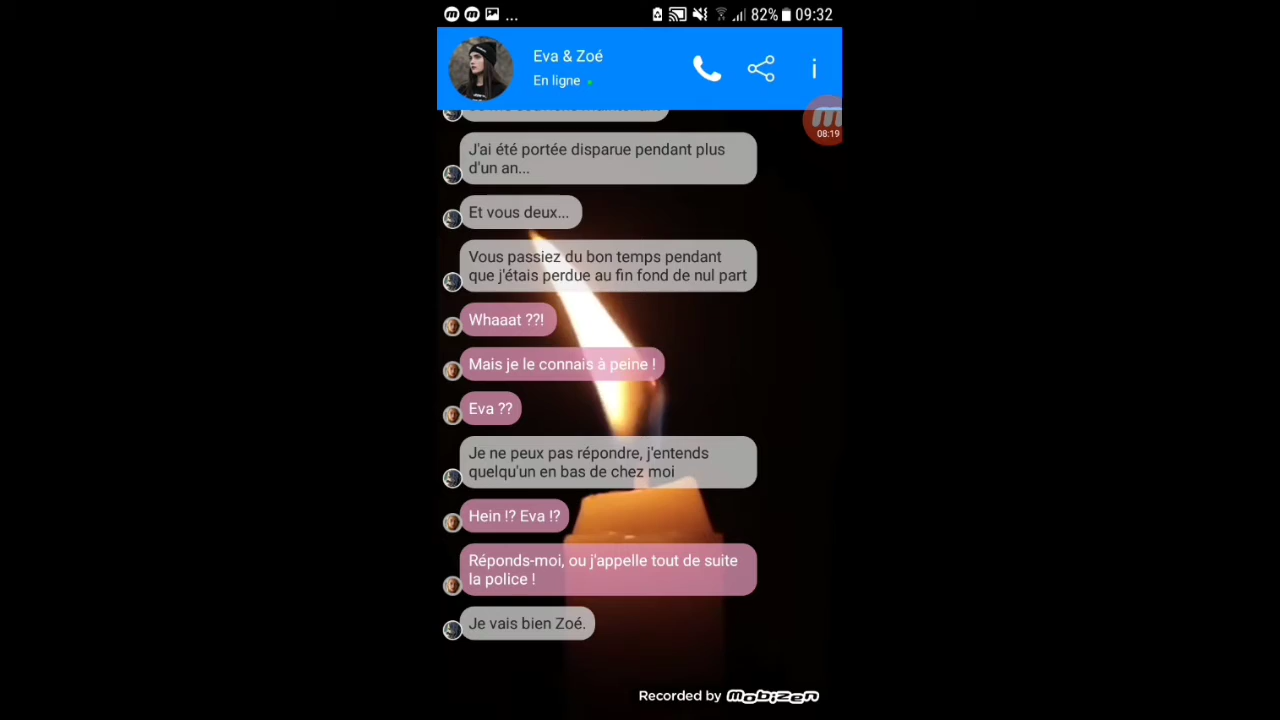 ... 82% 09:32
Eva & Zoé
En ligne
08:19
J'ai été portée disparue pendant plus
d'un an...
Et vous deux...
Vous passiez du bon temps pendant
que j'étais perdue au fin fond de nul part
Whaaat ??!
Mais je le connais à peine !
Eva ??
Je ne peux pas répondre, j'entends
quelqu'un en bas de chez moi
Hein !? Eva !?
Réponds-moi, ou j'appelle tout de suite
la police !
Je vais bien Zoé.
Recorded by Mobizen